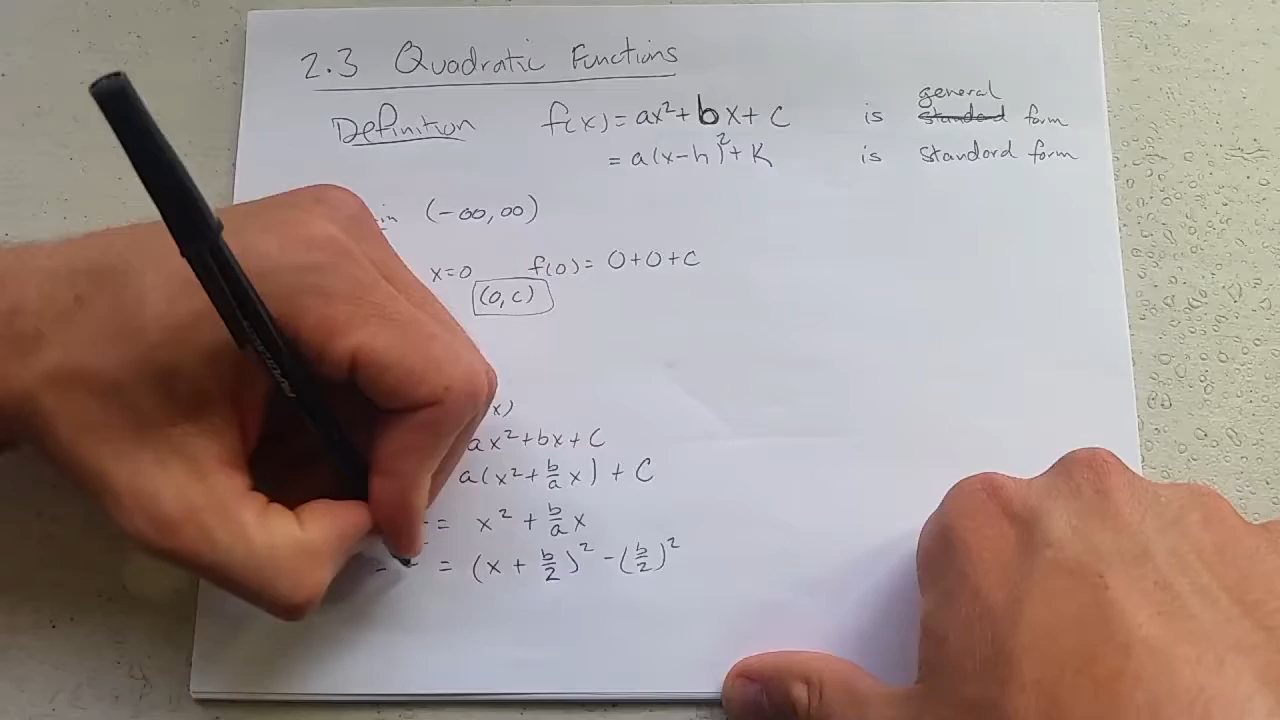 2.3 Quadratic Functions
Definition f(x) = ax² + bx + c is general standard form
= a(x-h)² + k is standard form
(-∞, ∞)
x=0 f(0) = 0+0+c
(0, c)
x)
ax² + bx + c
a(x² + b/a x) + c
= x² + b/a x
= (x + b/2)² - (b/2)²